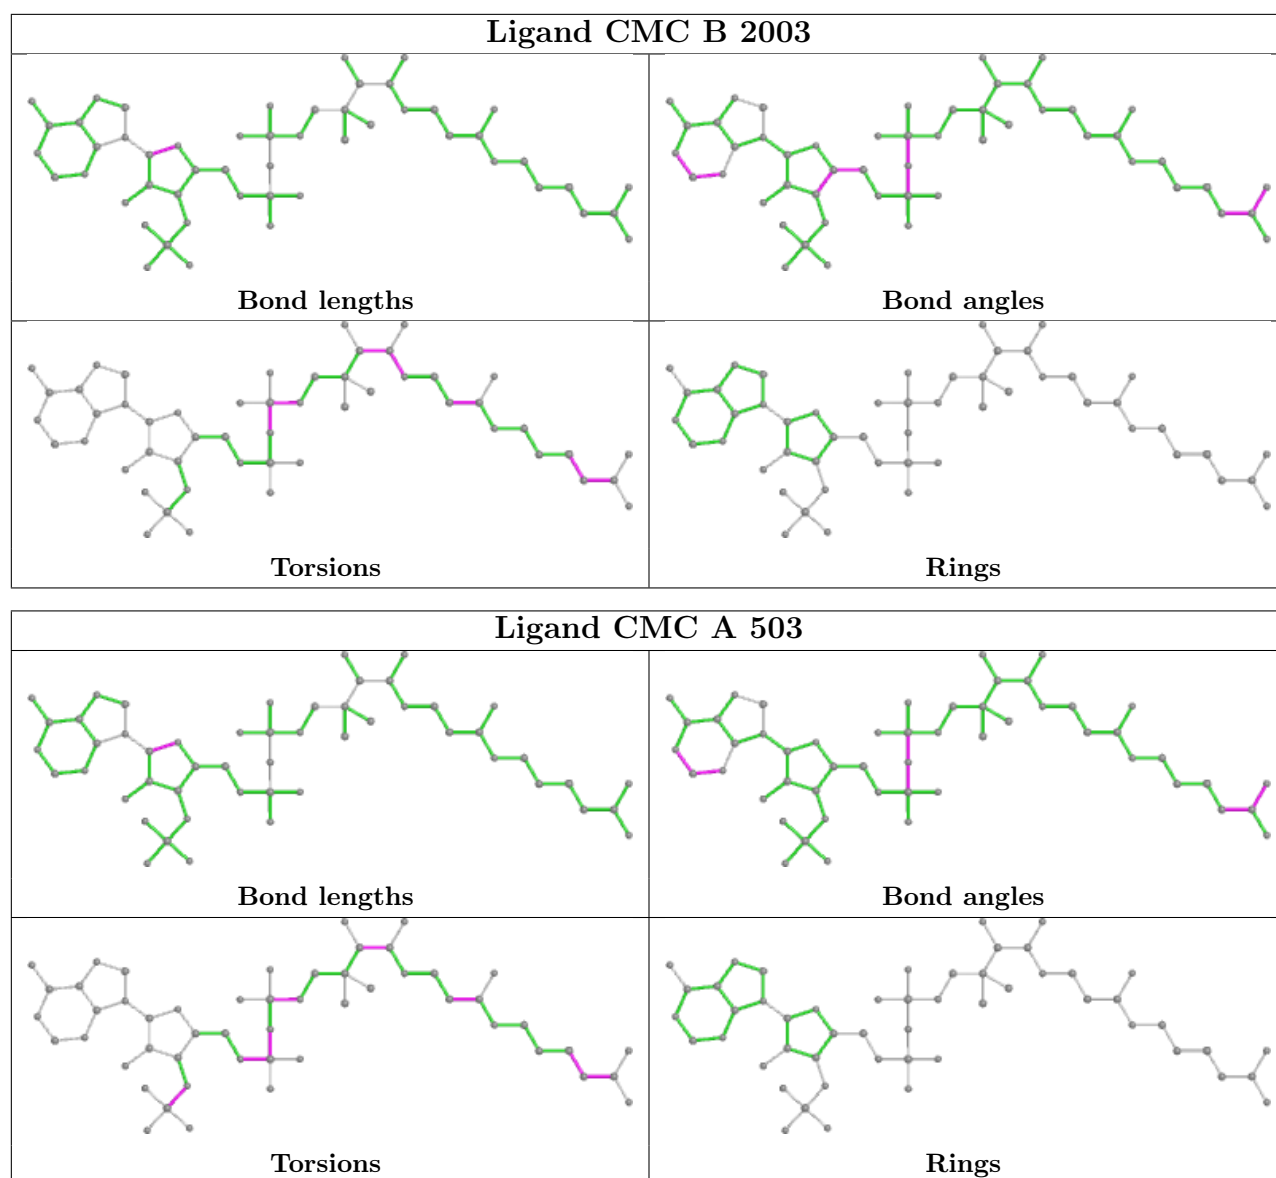 Ligand CMC B 2003
Bond lengths
Bond angles
Torsions
Rings
Ligand CMC A 503
Bond lengths
Bond angles
Torsions
Rings